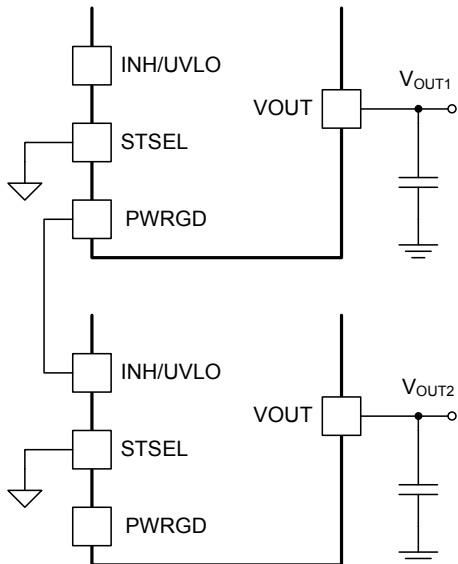 INH/UVLO
VOUT
VOUT1
STSEL
PWRGD
INH/UVLO
VOUT
VOUT2
STSEL
PWRGD